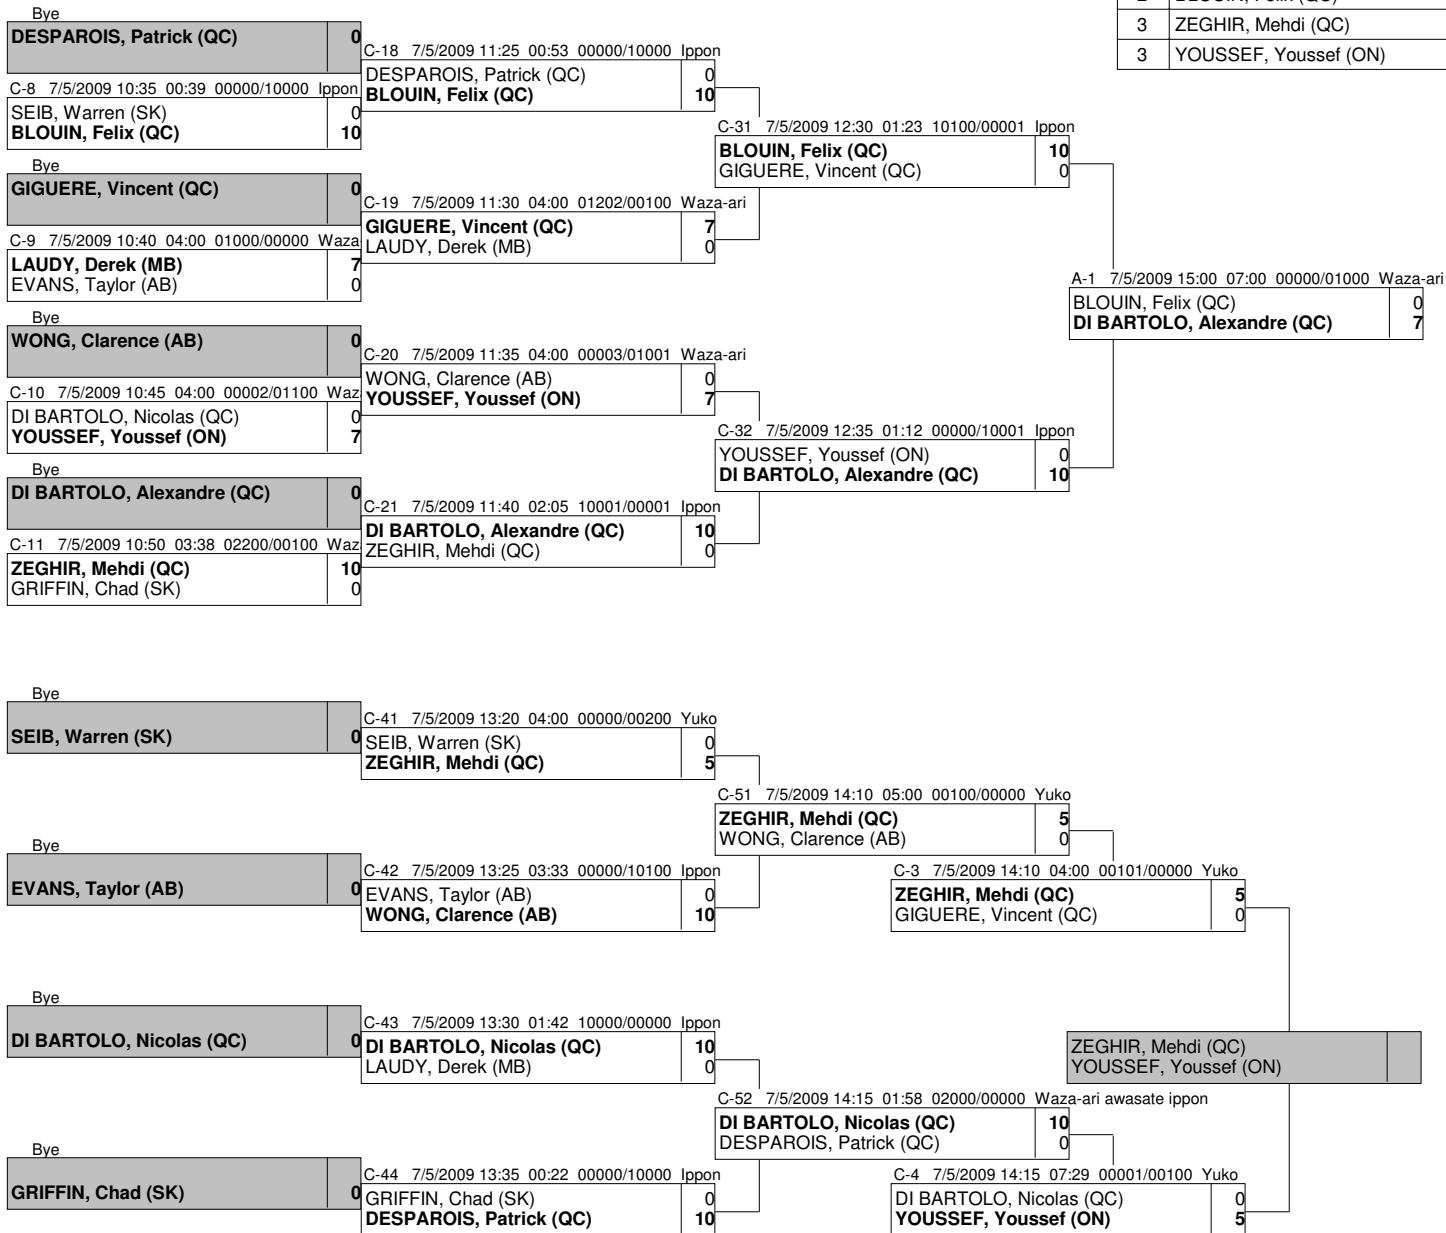 2 BLOUIN, Felix (QC)
3 ZEGHIR, Mehdi (QC)
3 YOUSSEF, Youssef (ON)
Bye
DESPAROIS, Patrick (QC) 0
C-8 7/5/2009 10:35 00:39 00000/10000 Ippon
SEIB, Warren (SK) 0
BLOUIN, Felix (QC) 10
Bye
GIGUERE, Vincent (QC) 0
C-9 7/5/2009 10:40 04:00 01000/00000 Waza
LAUDY, Derek (MB) 7
EVANS, Taylor (AB) 0
Bye
WONG, Clarence (AB) 0
C-10 7/5/2009 10:45 04:00 00002/01100 Waz
DI BARTOLO, Nicolas (QC) 0
YOUSSEF, Youssef (ON) 7
Bye
DI BARTOLO, Alexandre (QC) 0
C-11 7/5/2009 10:50 03:38 02200/00100 Waz
ZEGHIR, Mehdi (QC) 10
GRIFFIN, Chad (SK) 0
C-18 7/5/2009 11:25 00:53 00000/10000 Ippon
DESPAROIS, Patrick (QC) 0
BLOUIN, Felix (QC) 10
C-19 7/5/2009 11:30 04:00 01202/00100 Waza-ari
GIGUERE, Vincent (QC) 7
LAUDY, Derek (MB) 0
C-20 7/5/2009 11:35 04:00 00003/01001 Waza-ari
WONG, Clarence (AB) 0
YOUSSEF, Youssef (ON) 7
C-21 7/5/2009 11:40 02:05 10001/00001 Ippon
DI BARTOLO, Alexandre (QC) 10
ZEGHIR, Mehdi (QC) 0
C-31 7/5/2009 12:30 01:23 10100/00001 Ippon
BLOUIN, Felix (QC) 10
GIGUERE, Vincent (QC) 0
C-32 7/5/2009 12:35 01:12 00000/10001 Ippon
YOUSSEF, Youssef (ON) 0
DI BARTOLO, Alexandre (QC) 10
A-1 7/5/2009 15:00 07:00 00000/01000 Waza-ari
BLOUIN, Felix (QC) 0
DI BARTOLO, Alexandre (QC) 7
Bye
SEIB, Warren (SK) 0
Bye
EVANS, Taylor (AB) 0
Bye
DI BARTOLO, Nicolas (QC) 0
Bye
GRIFFIN, Chad (SK) 0
C-41 7/5/2009 13:20 04:00 00000/00200 Yuko
SEIB, Warren (SK) 0
ZEGHIR, Mehdi (QC) 5
C-42 7/5/2009 13:25 03:33 00000/10100 Ippon
EVANS, Taylor (AB) 0
WONG, Clarence (AB) 10
C-43 7/5/2009 13:30 01:42 10000/00000 Ippon
DI BARTOLO, Nicolas (QC) 10
LAUDY, Derek (MB) 0
C-44 7/5/2009 13:35 00:22 00000/10000 Ippon
GRIFFIN, Chad (SK) 0
DESPAROIS, Patrick (QC) 10
C-51 7/5/2009 14:10 05:00 00100/00000 Yuko
ZEGHIR, Mehdi (QC) 5
WONG, Clarence (AB) 0
C-52 7/5/2009 14:15 01:58 02000/00000 Waza-ari awasate ippon
DI BARTOLO, Nicolas (QC) 10
DESPAROIS, Patrick (QC) 0
C-3 7/5/2009 14:10 04:00 00101/00000 Yuko
ZEGHIR, Mehdi (QC) 5
GIGUERE, Vincent (QC) 0
C-4 7/5/2009 14:15 07:29 00001/00100 Yuko
DI BARTOLO, Nicolas (QC) 0
YOUSSEF, Youssef (ON) 5
ZEGHIR, Mehdi (QC)
YOUSSEF, Youssef (ON)